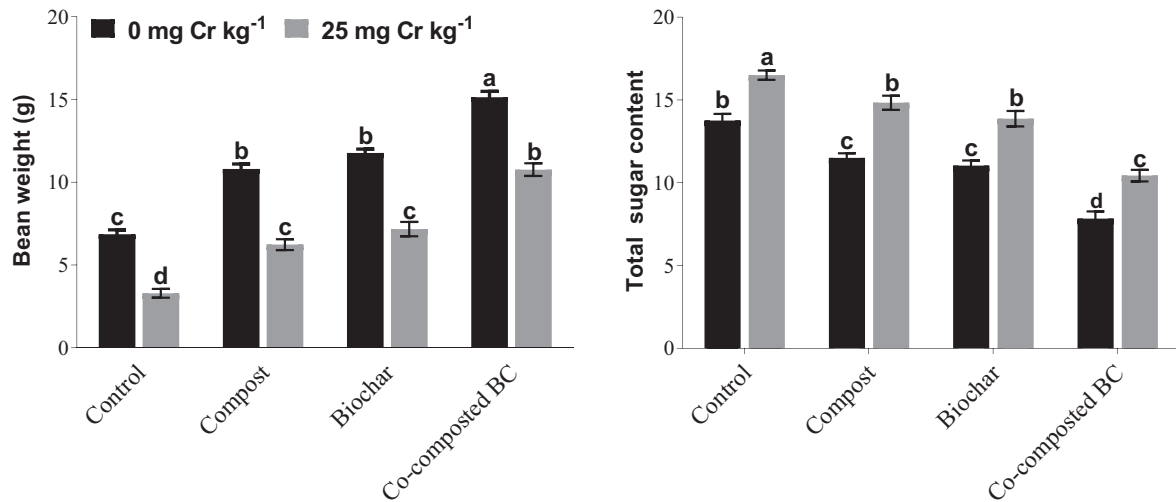 20
15
10
5
0
Bean weight (g)
0 mg Cr kg⁻¹ 25 mg Cr kg⁻¹
c
d
b
c
b
c
a
b
Control
Compost
Biochar
Co-composted BC
20
15
10
5
0
Total sugar content
b
a
c
b
c
b
d
c
Control
Compost
Biochar
Co-composted BC